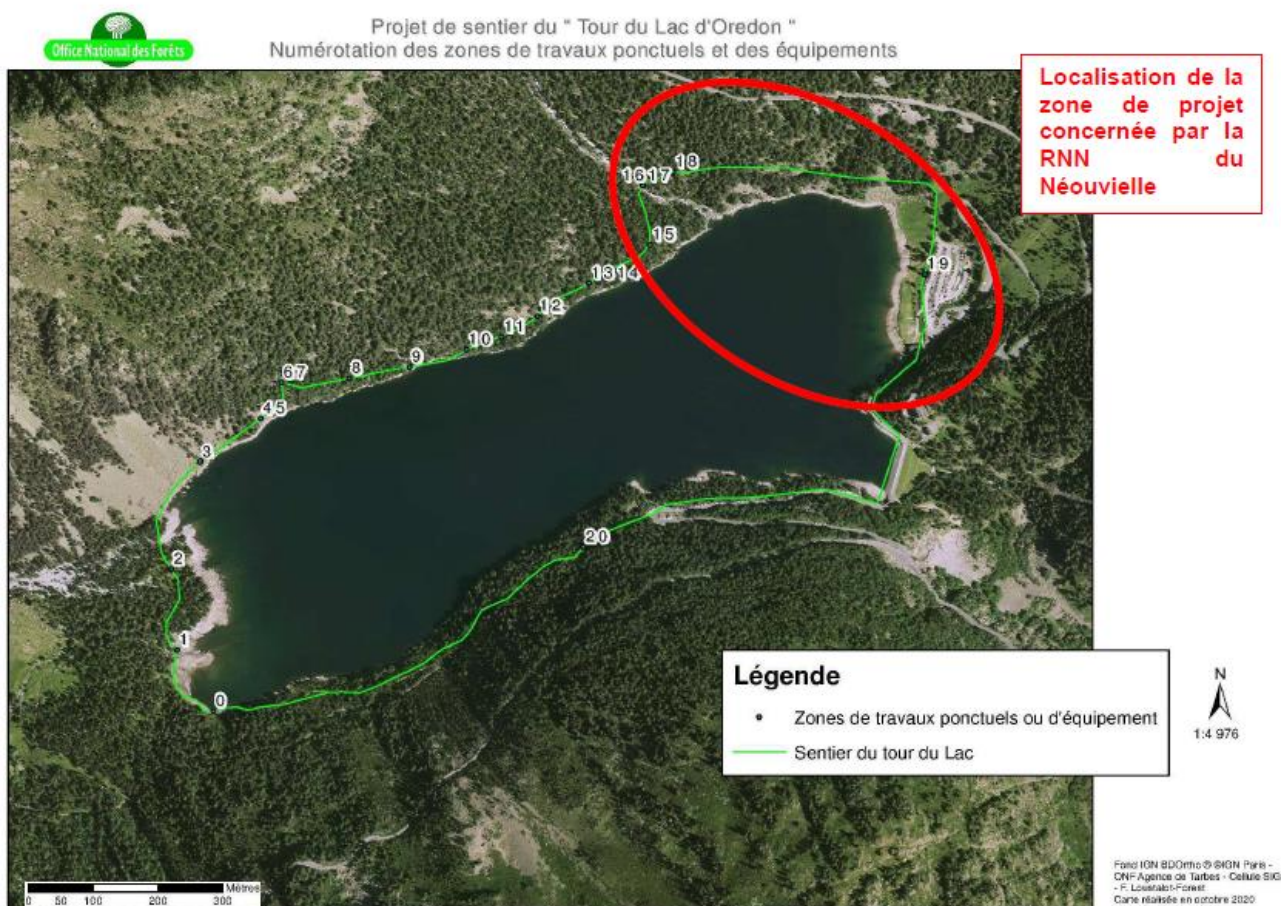 Office National des Forêts
Projet de sentier du " Tour du Lac d'Oredon "
Numérotation des zones de travaux ponctuels et des équipements
Localisation de la
zone de projet
concernée par la
RNN du
Néouvielle
18
16 17
15
19
13 14
12
11
10
9
8
6 7
4 5
3
2
20
1
0
Légende
Zones de travaux ponctuels ou d'équipement
Sentier du tour du Lac
N
1:4 976
Mètres
0 50 100 200 300
Fond IGN BDOrtho ® ©IGN Paris -
ONF Agence de Tarbes - Cellule SIG
- F. Loustalot-Forest
Carte réalisée en octobre 2020